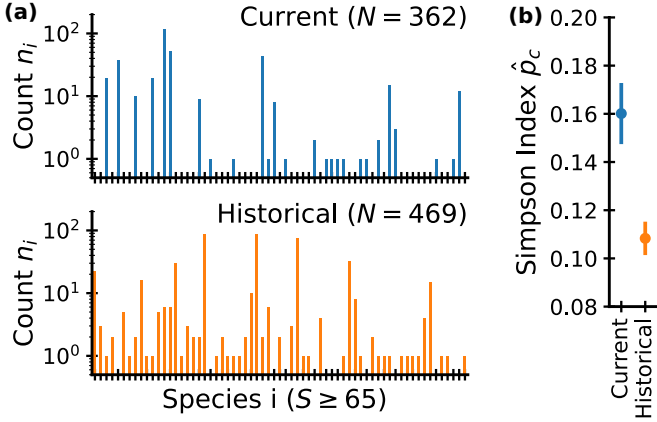 (a)
Current (N = 362)
Count nᵢ
10²
10¹
10⁰
Historical (N = 469)
Count nᵢ
10²
10¹
10⁰
Species i (S ≥ 65)
(b)
Simpson Index p̂_c
0.20
0.18
0.16
0.14
0.12
0.10
0.08
Current
Historical